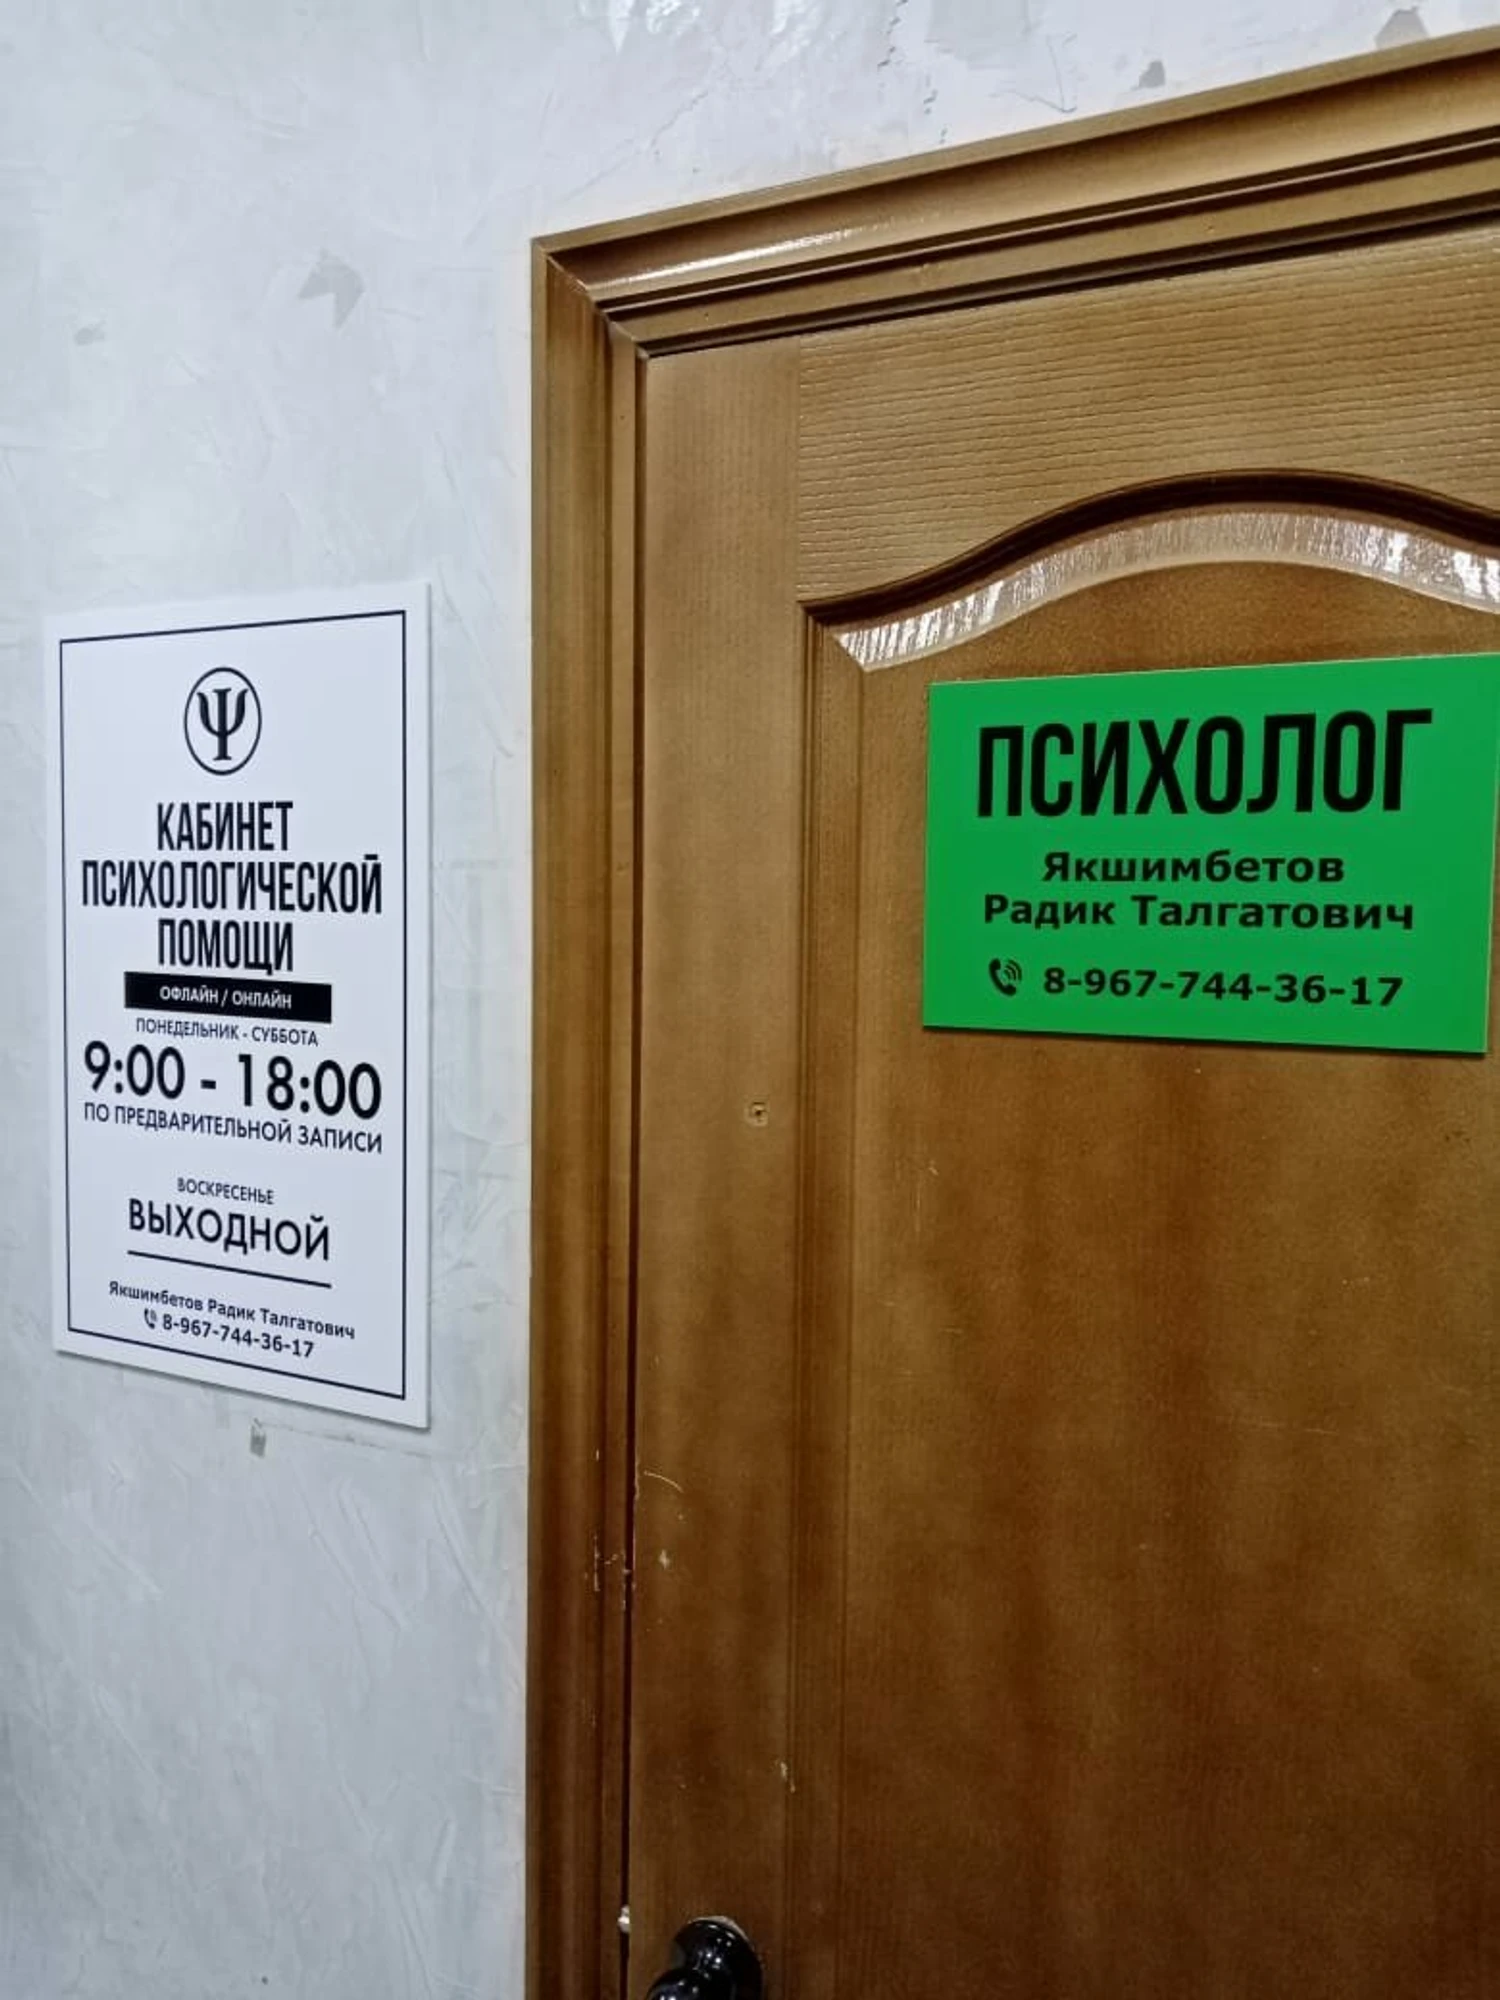 Ψ
КАБИНЕТ
ПСИХОЛОГИЧЕСКОЙ
ПОМОЩИ
ОФЛАЙН / ОНЛАЙН
ПОНЕДЕЛЬНИК - СУББОТА
9:00 - 18:00
ПО ПРЕДВАРИТЕЛЬНОЙ ЗАПИСИ
ВОСКРЕСЕНЬЕ
ВЫХОДНОЙ
Якшимбетов Радик Талгатович
8-967-744-36-17
ПСИХОЛОГ
Якшимбетов
Радик Талгатович
8-967-744-36-17